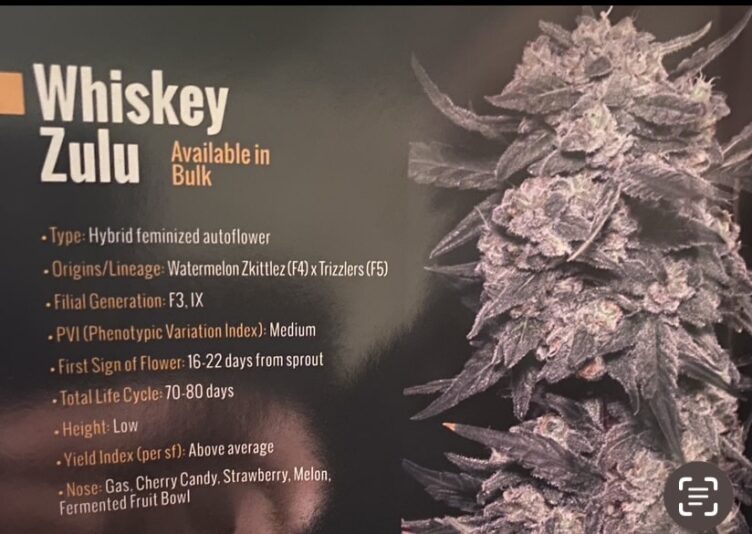 Whiskey
Zulu
Available in
Bulk
• Type: Hybrid feminized autoflower
• Origins/Lineage: Watermelon Zkittlez (F4) x Trizzlers (F5)
• Filial Generation: F3, IX
• PVI (Phenotypic Variation Index): Medium
• First Sign of Flower: 16-22 days from sprout
• Total Life Cycle: 70-80 days
• Height: Low
• Yield Index (per sf): Above average
• Nose: Gas, Cherry Candy, Strawberry, Melon,
Fermented Fruit Bowl